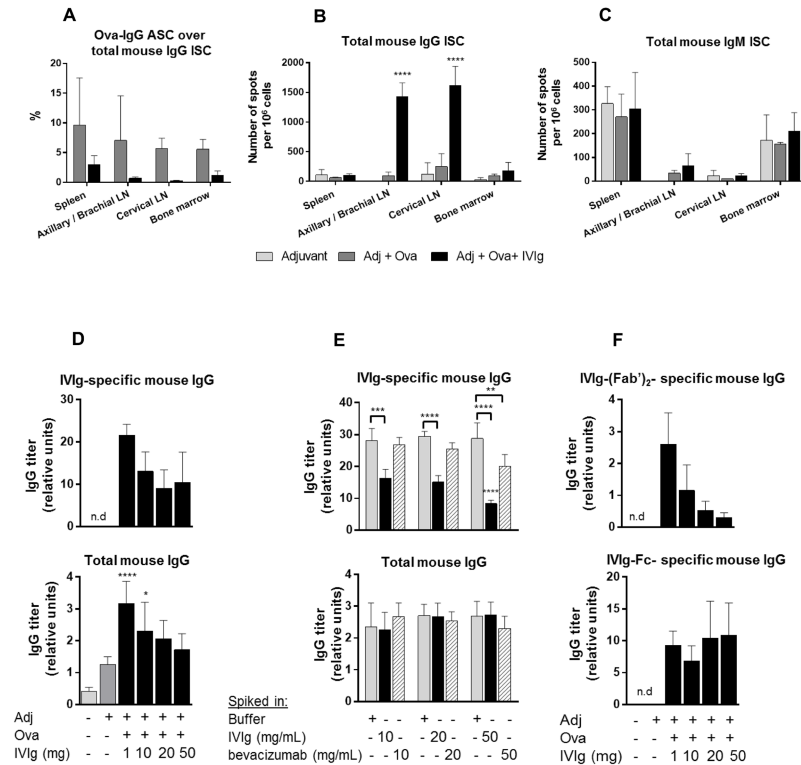 A
Ova-IgG ASC over
total mouse IgG ISC
%
20
15
10
5
0
Spleen
Axillary / Brachial LN
Cervical LN
Bone marrow
B
Total mouse IgG ISC
Number of spots
per 10⁶ cells
2000
1500
1000
500
0
****
****
Spleen
Axillary / Brachial LN
Cervical LN
Bone marrow
C
Total mouse IgM ISC
Number of spots
per 10⁶ cells
500
400
300
200
100
0
Spleen
Axillary / Brachial LN
Cervical LN
Bone marrow
Adjuvant
Adj + Ova
Adj + Ova+ IVIg
D
IVIg-specific mouse IgG
IgG titer
(relative units)
30
20
10
0
n.d
Total mouse IgG
IgG titer
(relative units)
4
3
2
1
0
****
*
Adj - + + + + +
Ova - - + + + +
IVIg (mg) - - 1 10 20 50
E
IVIg-specific mouse IgG
IgG titer
(relative units)
40
30
20
10
0
***
****
**
****
****
Total mouse IgG
IgG titer
(relative units)
4
3
2
1
0
Spiked in:
Buffer + - - + - - + - -
IVIg (mg/mL) - 10 - - 20 - - 50 -
bevacizumab (mg/mL) - - 10 - - 20 - - 50
F
IVIg-(Fab')₂- specific mouse IgG
IgG titer
(relative units)
4
3
2
1
0
n.d
IVIg-Fc- specific mouse IgG
IgG titer
(relative units)
20
15
10
5
0
n.d
Adj - + + + + +
Ova - - + + + +
IVIg (mg) - - 1 10 20 50